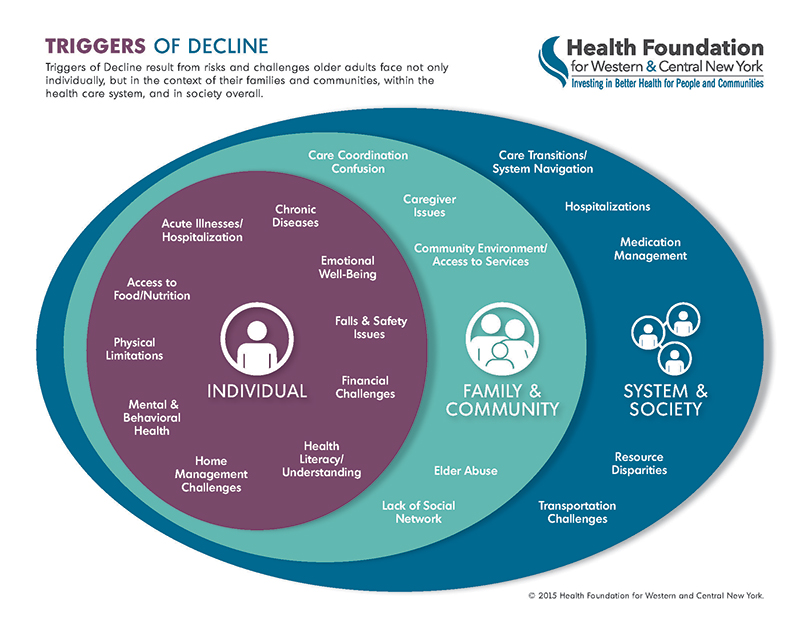 TRIGGERS OF DECLINE
Triggers of Decline result from risks and challenges older adults face not only
individually, but in the context of their families and communities, within the
health care system, and in society overall.
Health Foundation
for Western & Central New York
Investing in Better Health for People and Communities
Care Coordination
Confusion
Care Transitions/
System Navigation
Caregiver
Issues
Hospitalizations
Community Environment/
Access to Services
Medication
Management
Acute Illnesses/
Hospitalization
Chronic
Diseases
Emotional
Well-Being
Access to
Food/Nutrition
Falls & Safety
Issues
Physical
Limitations
Financial
Challenges
Mental &
Behavioral
Health
Health
Literacy/
Understanding
Home
Management
Challenges
INDIVIDUAL
FAMILY &
COMMUNITY
SYSTEM &
SOCIETY
Elder Abuse
Lack of Social
Network
Resource
Disparities
Transportation
Challenges
© 2015 Health Foundation for Western and Central New York.